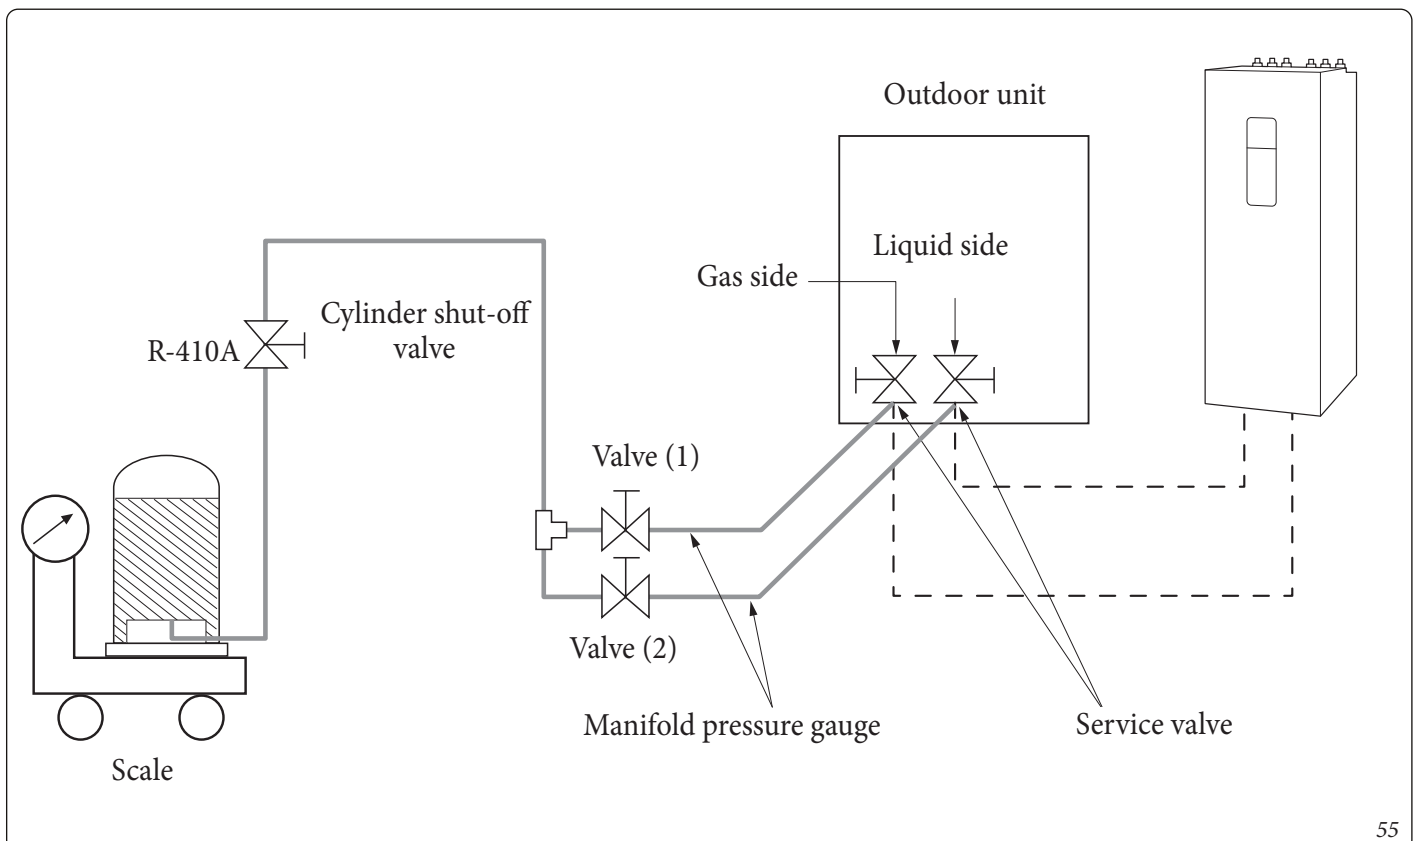 Outdoor unit
Liquid side
Gas side
Cylinder shut-off
valve
R-410A
Valve (1)
Valve (2)
Manifold pressure gauge
Service valve
Scale
55